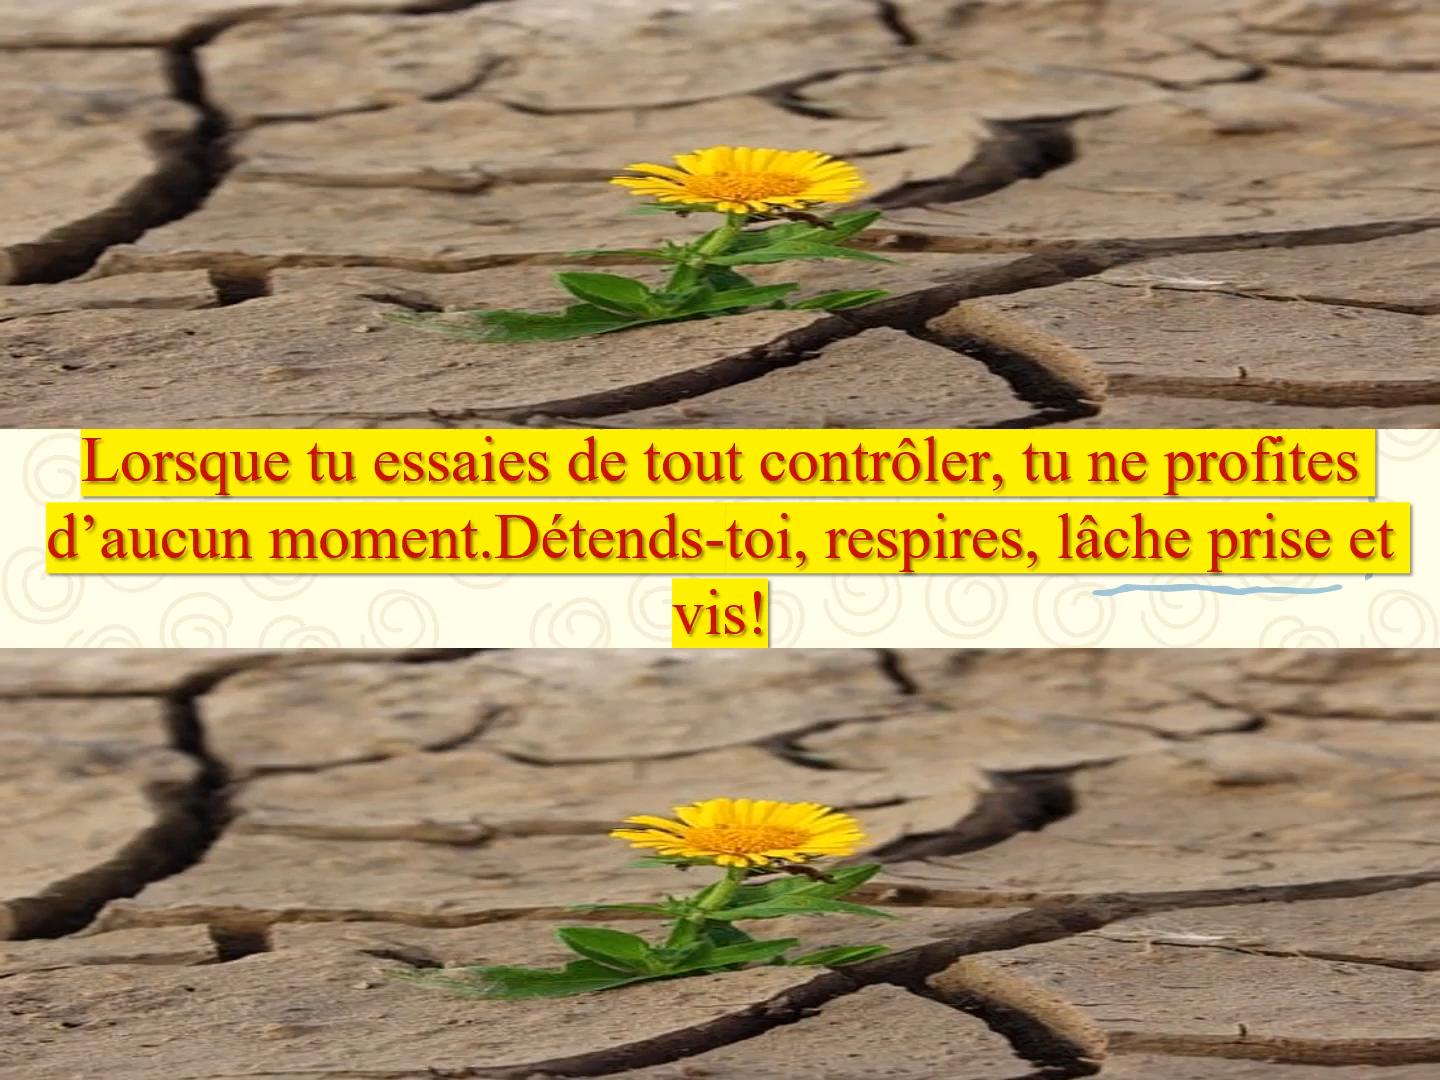 Lorsque tu essaies de tout contrôler, tu ne profites
d’aucun moment.Détends-toi, respires, lâche prise et
vis!